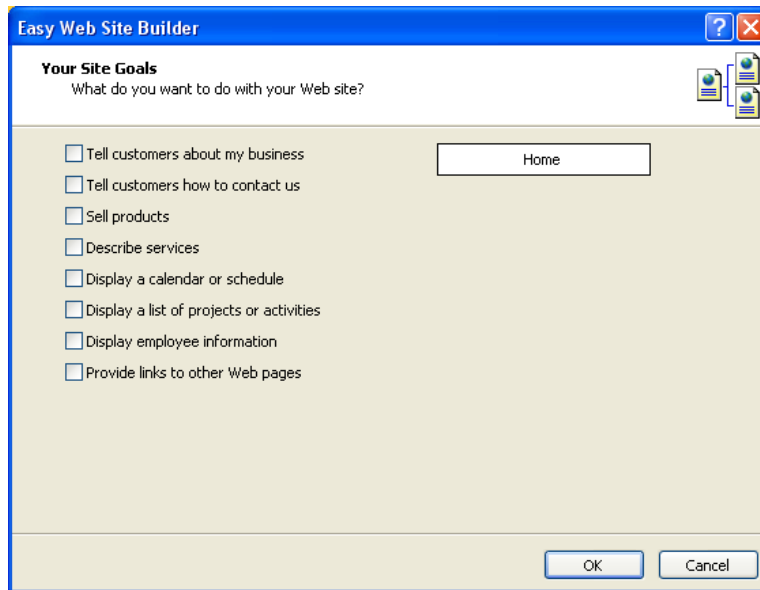 Easy Web Site Builder
Your Site Goals
What do you want to do with your Web site?
Tell customers about my business
Home
Tell customers how to contact us
Sell products
Describe services
Display a calendar or schedule
Display a list of projects or activities
Display employee information
Provide links to other Web pages
OK
Cancel